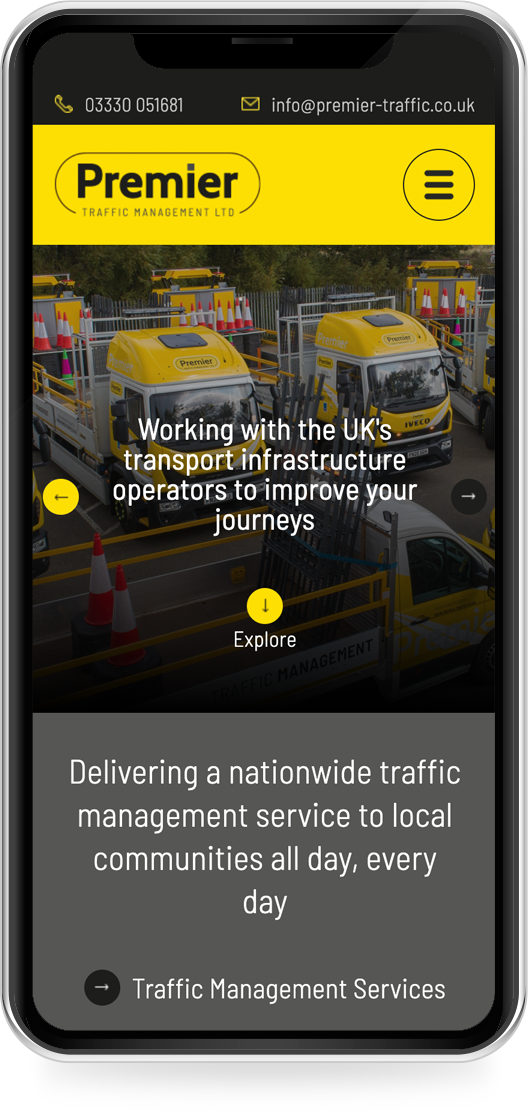 03330 051681
info@premier-traffic.co.uk
Premier
TRAFFIC MANAGEMENT LTD
Premier
Premier
IVECO
Working with the UK's
transport infrastructure
operators to improve your
journeys
Explore
TRAFFIC MANAGEMENT
Delivering a nationwide traffic
management service to local
communities all day, every
day
Traffic Management Services